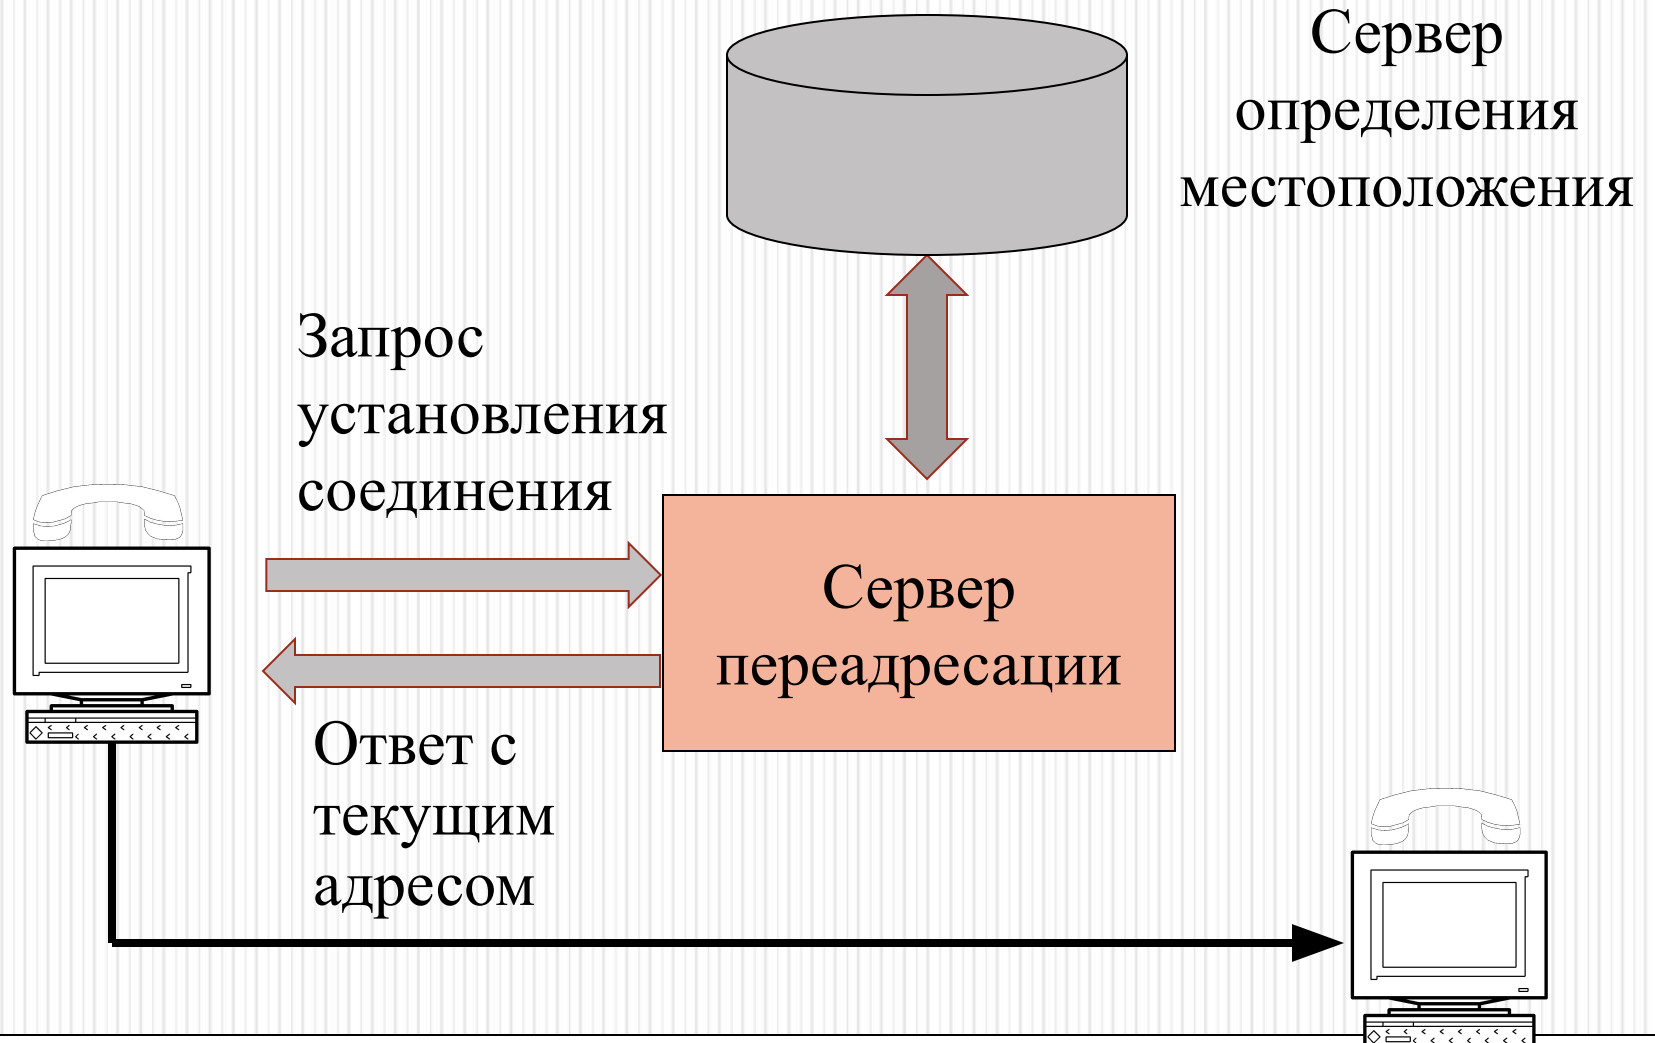 Сервер
определения
местоположения
Запрос
установления
соединения
Сервер
переадресации
Ответ с
текущим
адресом